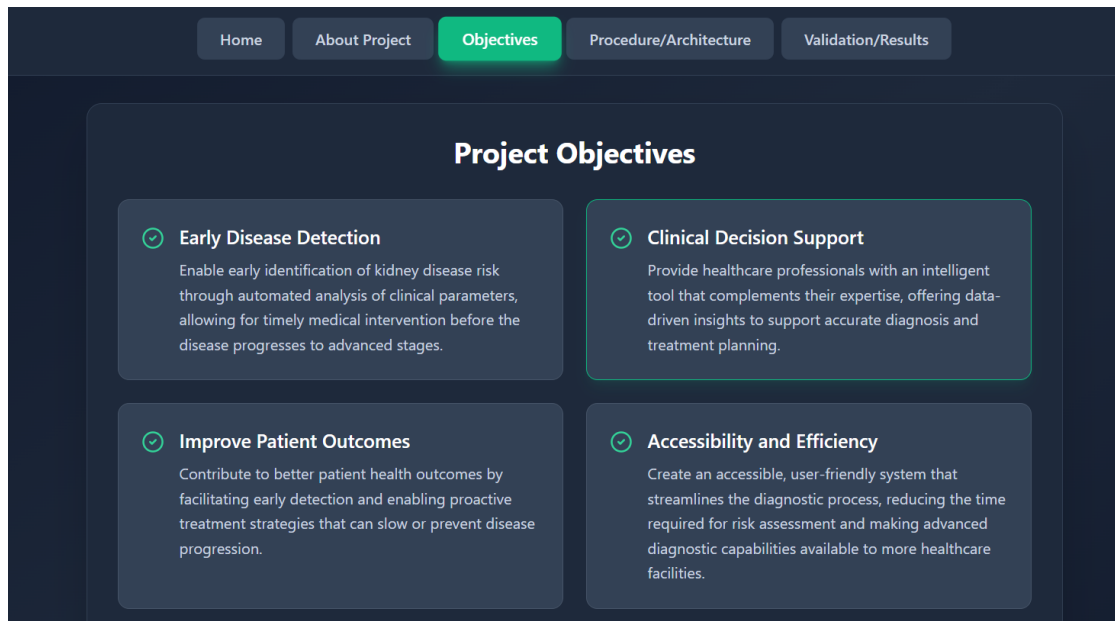 Home
About Project
Objectives
Procedure/Architecture
Validation/Results
Project Objectives
Early Disease Detection
Enable early identification of kidney disease risk
through automated analysis of clinical parameters,
allowing for timely medical intervention before the
disease progresses to advanced stages.
Clinical Decision Support
Provide healthcare professionals with an intelligent
tool that complements their expertise, offering data-
driven insights to support accurate diagnosis and
treatment planning.
Improve Patient Outcomes
Contribute to better patient health outcomes by
facilitating early detection and enabling proactive
treatment strategies that can slow or prevent disease
progression.
Accessibility and Efficiency
Create an accessible, user-friendly system that
streamlines the diagnostic process, reducing the time
required for risk assessment and making advanced
diagnostic capabilities available to more healthcare
facilities.